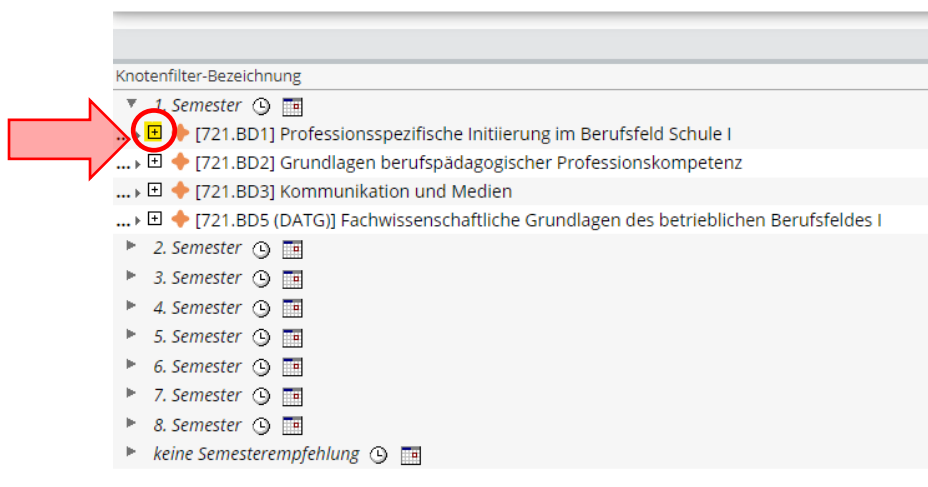 Knotenfilter-Bezeichnung
1. Semester
... [721.BD1] Professionsspezifische Initiierung im Berufsfeld Schule I
... [721.BD2] Grundlagen berufspädagogischer Professionskompetenz
... [721.BD3] Kommunikation und Medien
... [721.BD5 (DATG)] Fachwissenschaftliche Grundlagen des betrieblichen Berufsfeldes I
2. Semester
3. Semester
4. Semester
5. Semester
6. Semester
7. Semester
8. Semester
keine Semesterempfehlung